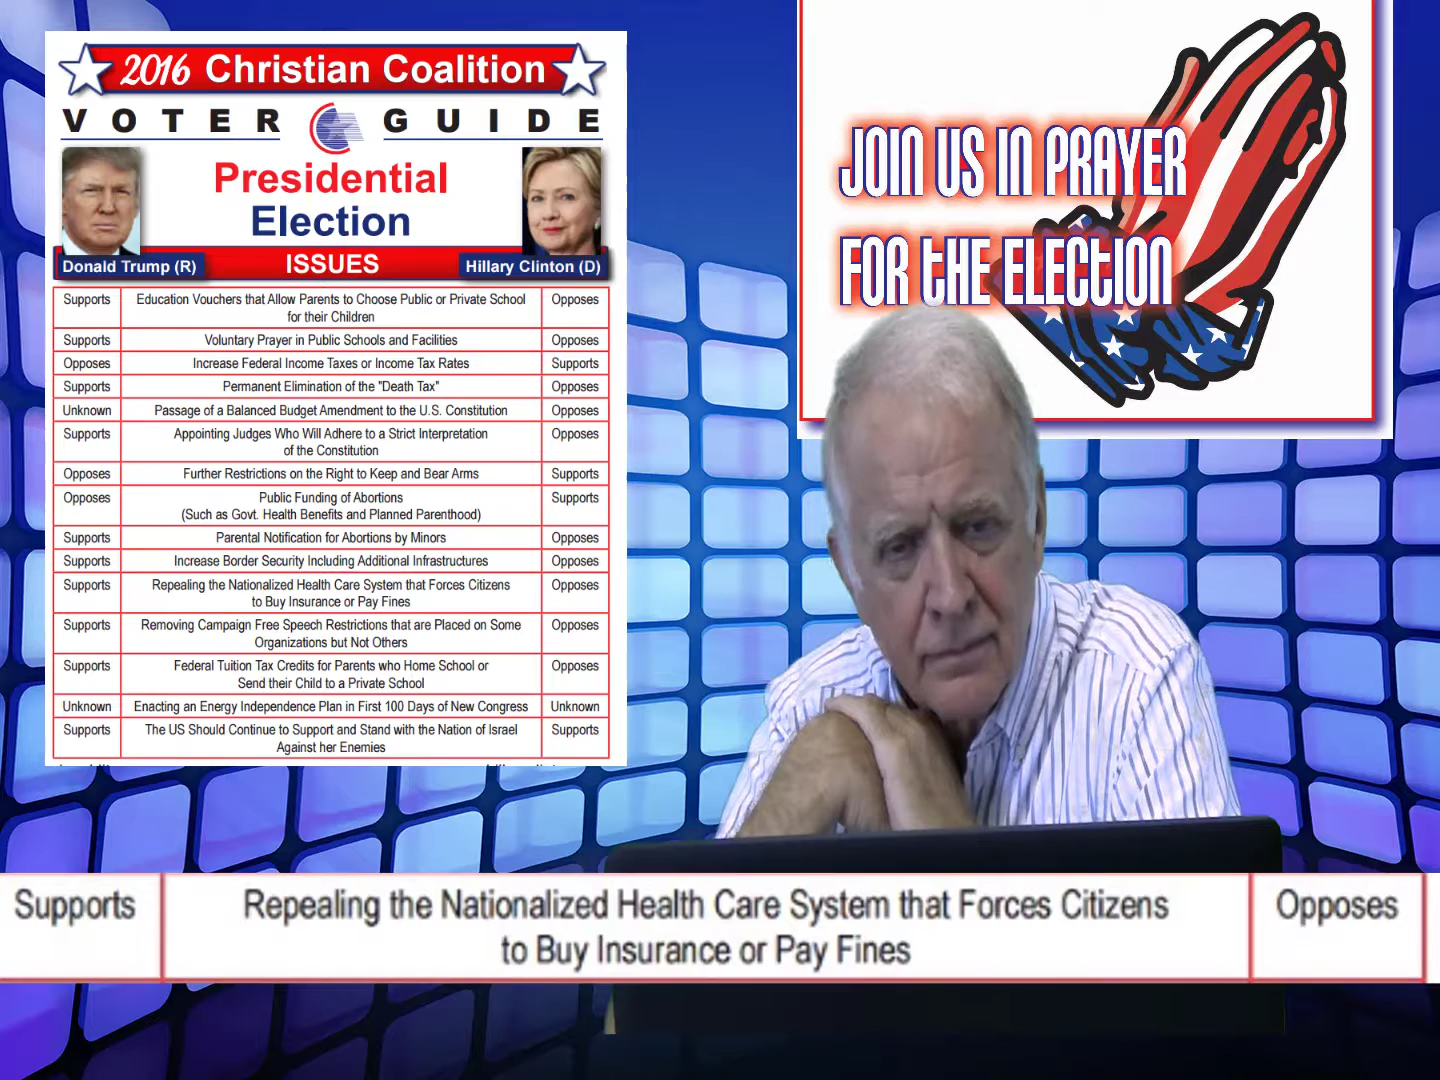 2016 Christian Coalition
VOTER GUIDE
Presidential
Election
Donald Trump (R)
ISSUES
Hillary Clinton (D)
Supports Education Vouchers that Allow Parents to Choose Public or Private School Opposes
for their Children
Supports Voluntary Prayer in Public Schools and Facilities Opposes
Opposes Increase Federal Income Taxes or Income Tax Rates Supports
Supports Permanent Elimination of the "Death Tax" Opposes
Unknown Passage of a Balanced Budget Amendment to the U.S. Constitution Opposes
Supports Appointing Judges Who Will Adhere to a Strict Interpretation Opposes
of the Constitution
Opposes Further Restrictions on the Right to Keep and Bear Arms Supports
Opposes Public Funding of Abortions Supports
(Such as Govt. Health Benefits and Planned Parenthood)
Supports Parental Notification for Abortions by Minors Opposes
Supports Increase Border Security Including Additional Infrastructures Opposes
Supports Repealing the Nationalized Health Care System that Forces Citizens Opposes
to Buy Insurance or Pay Fines
Supports Removing Campaign Free Speech Restrictions that are Placed on Some Opposes
Organizations but Not Others
Supports Federal Tuition Tax Credits for Parents who Home School or Opposes
Send their Child to a Private School
Unknown Enacting an Energy Independence Plan in First 100 Days of New Congress Unknown
Supports The US Should Continue to Support and Stand with the Nation of Israel Supports
Against her Enemies
JOIN US IN PRAYER
FOR tHE ELECtION
Supports Repealing the Nationalized Health Care System that Forces Citizens Opposes
to Buy Insurance or Pay Fines